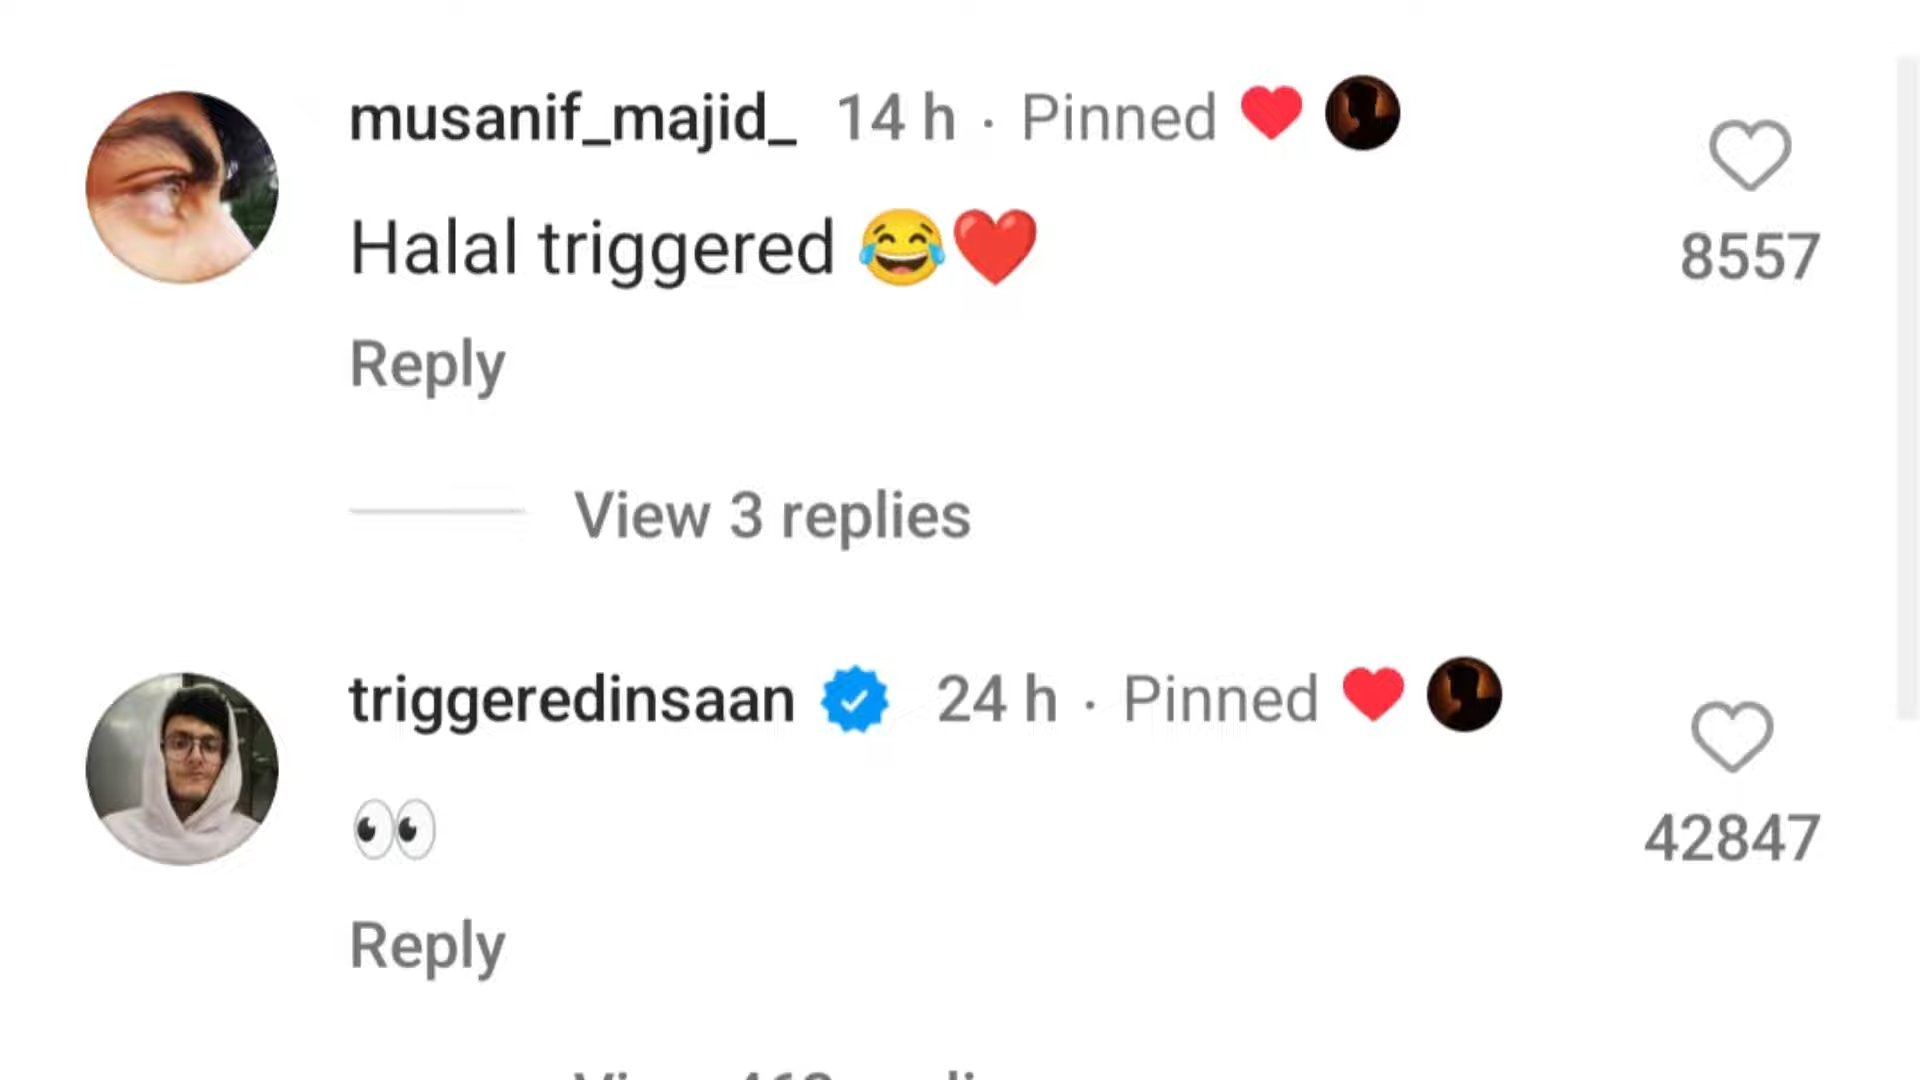 musanif_majid_ 14 h · Pinned ❤️
Halal triggered 😂❤️
8557
Reply
View 3 replies
triggeredinsaan 24 h · Pinned ❤️
👀
42847
Reply